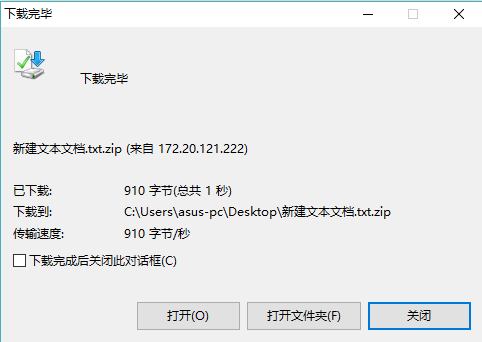 下载完毕
下载完毕
新建文本文档.txt.zip (来自 172.20.121.222)
已下载: 910 字节(总共 1 秒)
下载到: C:\Users\asus-pc\Desktop\新建文本文档.txt.zip
传输速度: 910 字节/秒
下载完成后关闭此对话框(C)
打开(O) 打开文件夹(F) 关闭